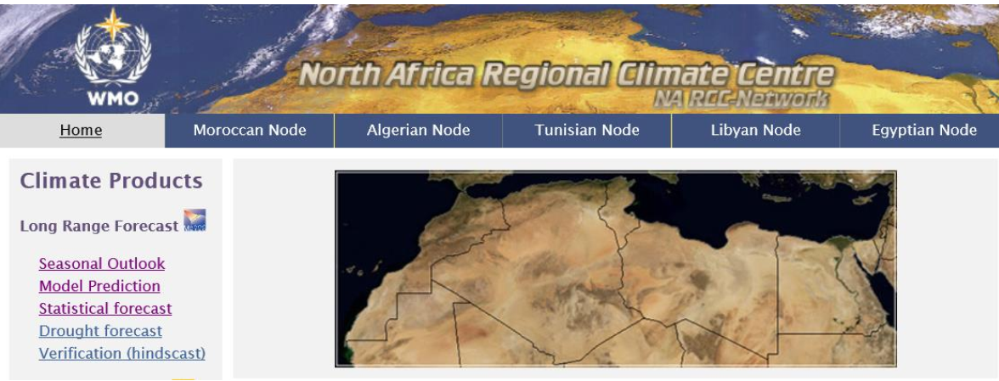 WMO
North Africa Regional Climate Centre
NA RCC-Network
Home Moroccan Node Algerian Node Tunisian Node Libyan Node Egyptian Node
Climate Products
Long Range Forecast
Seasonal Outlook
Model Prediction
Statistical forecast
Drought forecast
Verification (hindscast)